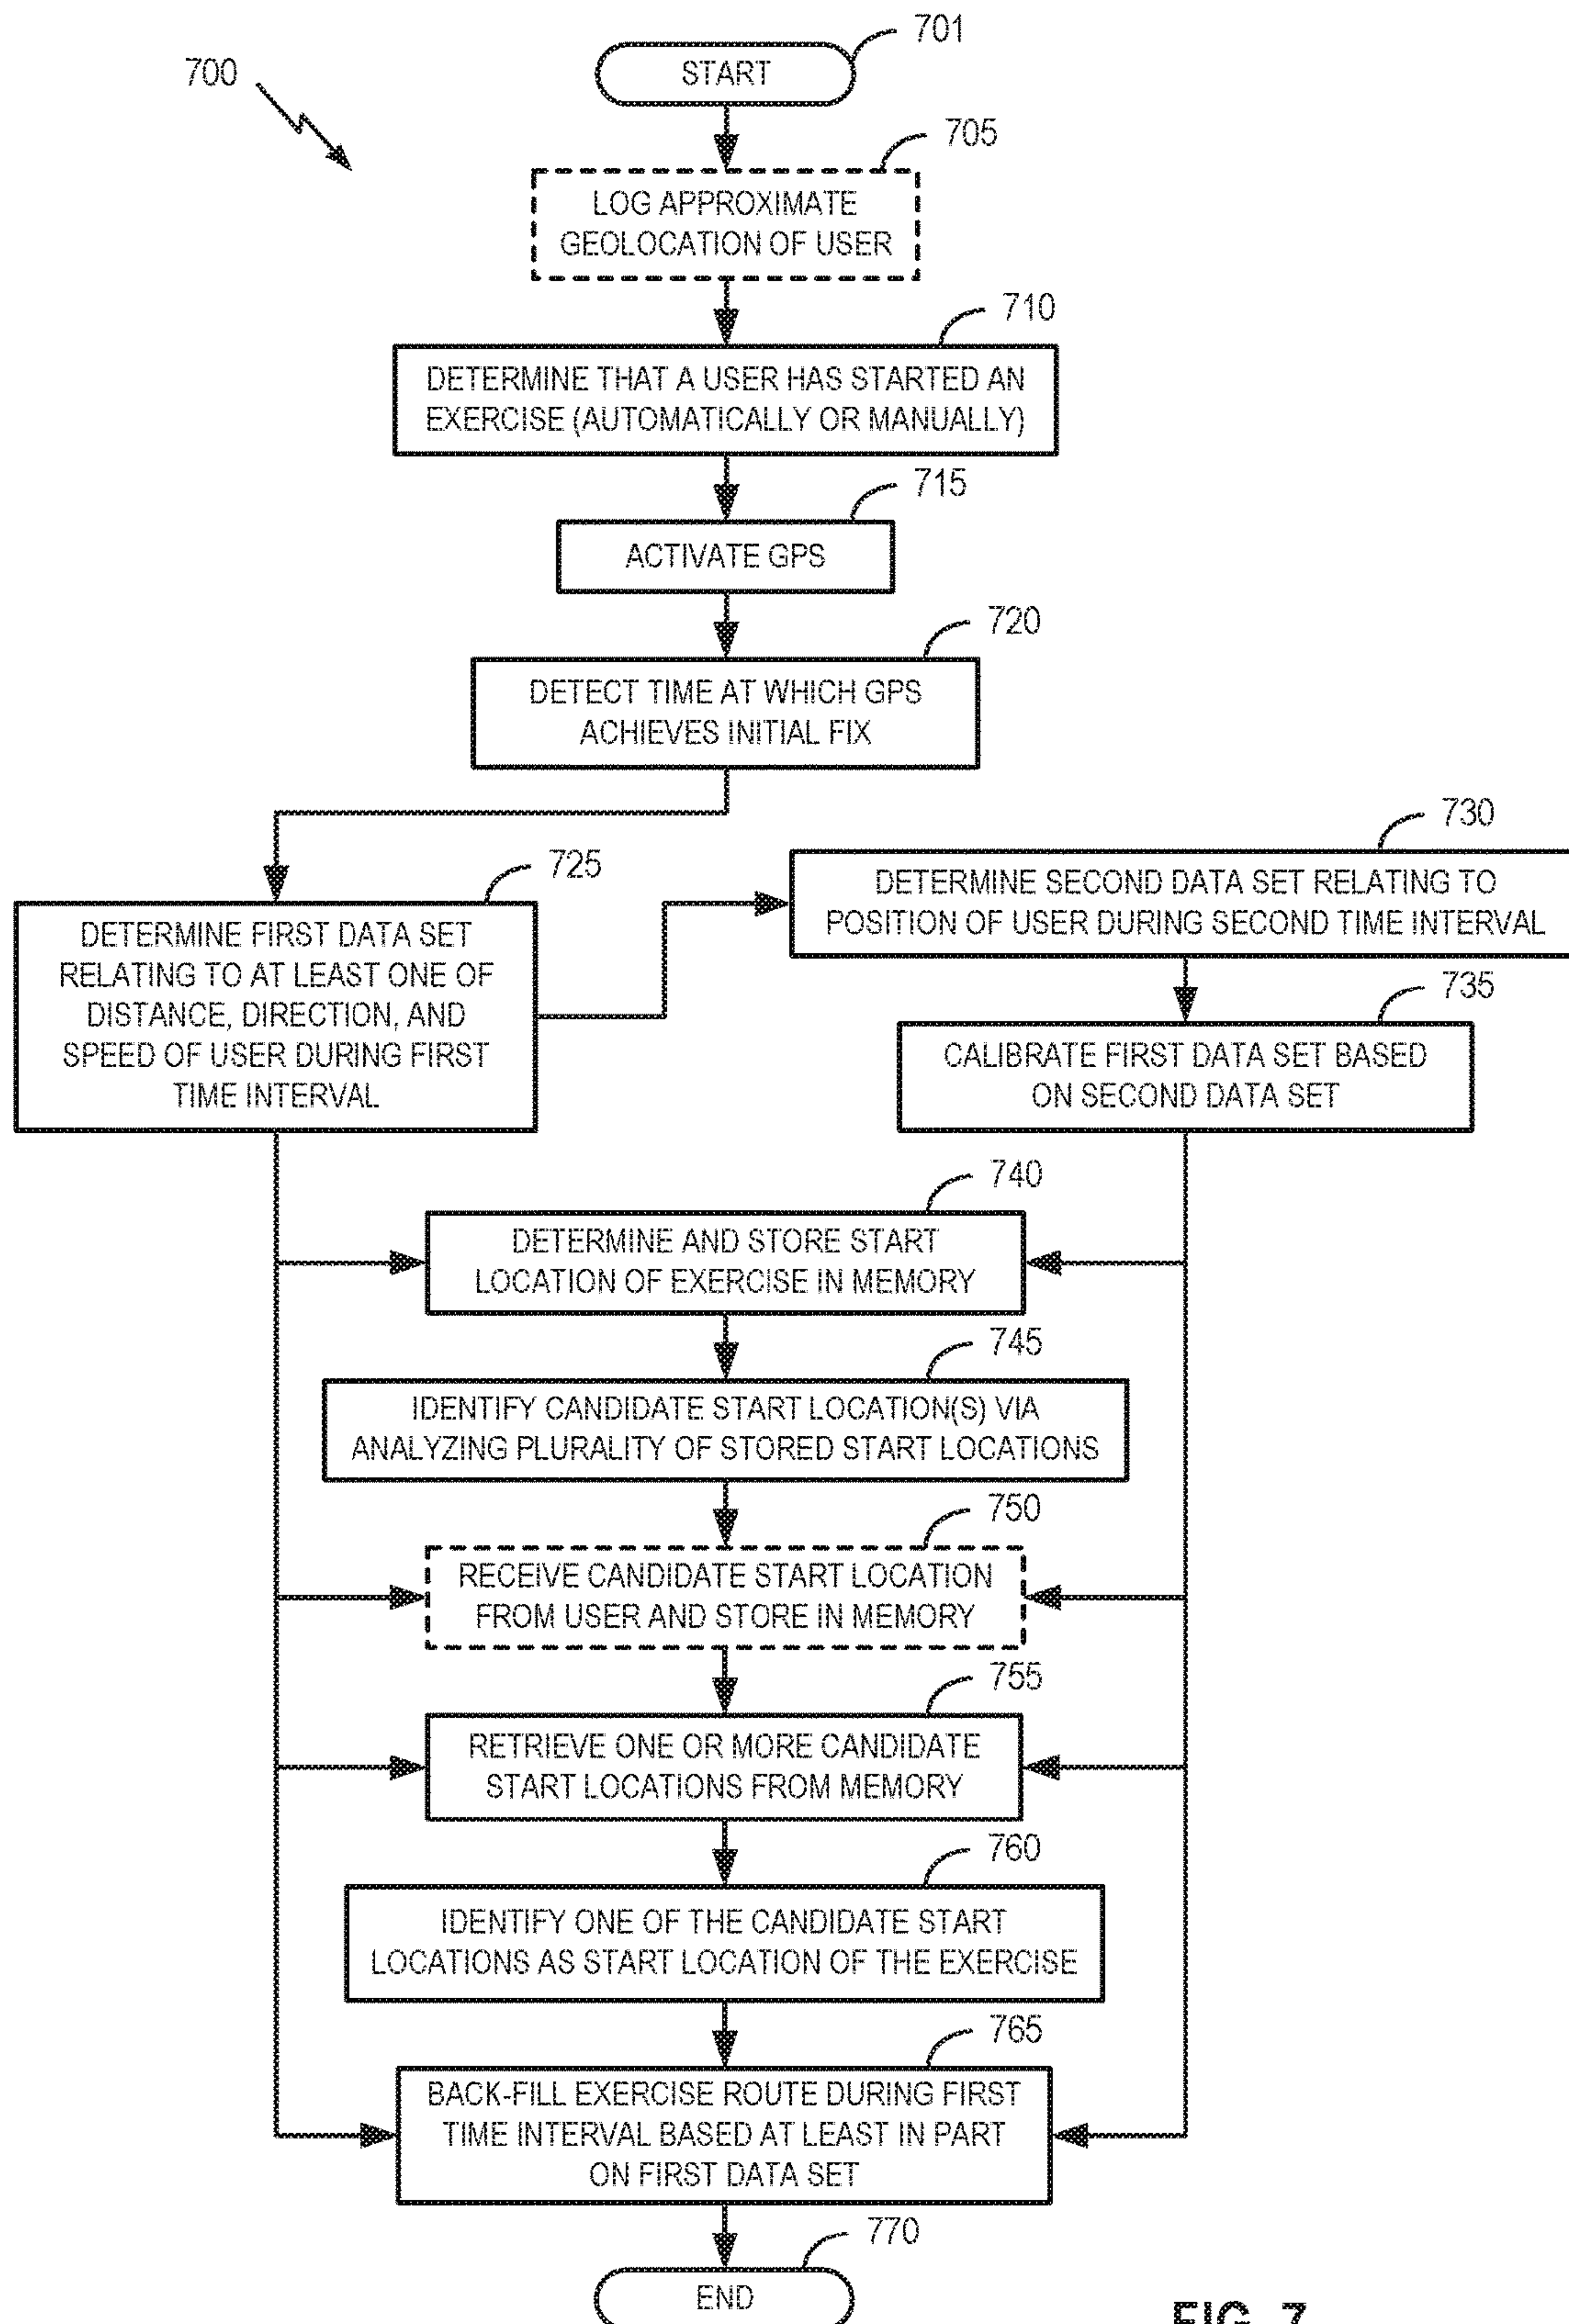 700
START
701
705
LOG APPROXIMATE
GEOLOCATION OF USER
710
DETERMINE THAT A USER HAS STARTED AN
EXERCISE (AUTOMATICALLY OR MANUALLY)
715
ACTIVATE GPS
720
DETECT TIME AT WHICH GPS
ACHIEVES INITIAL FIX
725
DETERMINE FIRST DATA SET
RELATING TO AT LEAST ONE OF
DISTANCE, DIRECTION, AND
SPEED OF USER DURING FIRST
TIME INTERVAL
730
DETERMINE SECOND DATA SET RELATING TO
POSITION OF USER DURING SECOND TIME INTERVAL
735
CALIBRATE FIRST DATA SET BASED
ON SECOND DATA SET
740
DETERMINE AND STORE START
LOCATION OF EXERCISE IN MEMORY
745
IDENTIFY CANDIDATE START LOCATION(S) VIA
ANALYZING PLURALITY OF STORED START LOCATIONS
750
RECEIVE CANDIDATE START LOCATION
FROM USER AND STORE IN MEMORY
755
RETRIEVE ONE OR MORE CANDIDATE
START LOCATIONS FROM MEMORY
760
IDENTIFY ONE OF THE CANDIDATE START
LOCATIONS AS START LOCATION OF THE EXERCISE
765
BACK-FILL EXERCISE ROUTE DURING FIRST
TIME INTERVAL BASED AT LEAST IN PART
ON FIRST DATA SET
770
END
FIG. 7